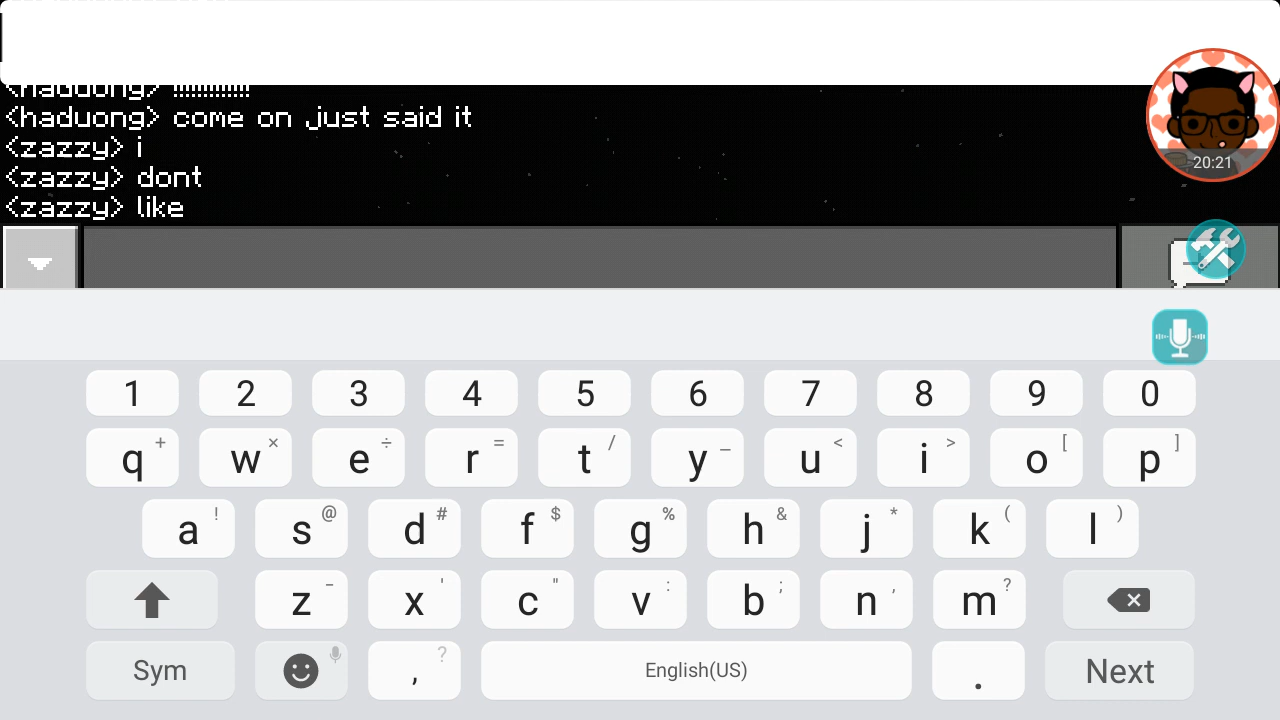 <haduong> !!!!!!!!!!!!
<haduong> come on just said it
<zazzy> i
<zazzy> dont
<zazzy> like
20:21
1 2 3 4 5 6 7 8 9 0
q + w × e ÷ r = t / y _ u < i > o [ p ]
a ! s @ d # f $ g % h & j * k ( l )
z - x ' c " v : b ; n , m ?
Sym , ? English(US) . Next